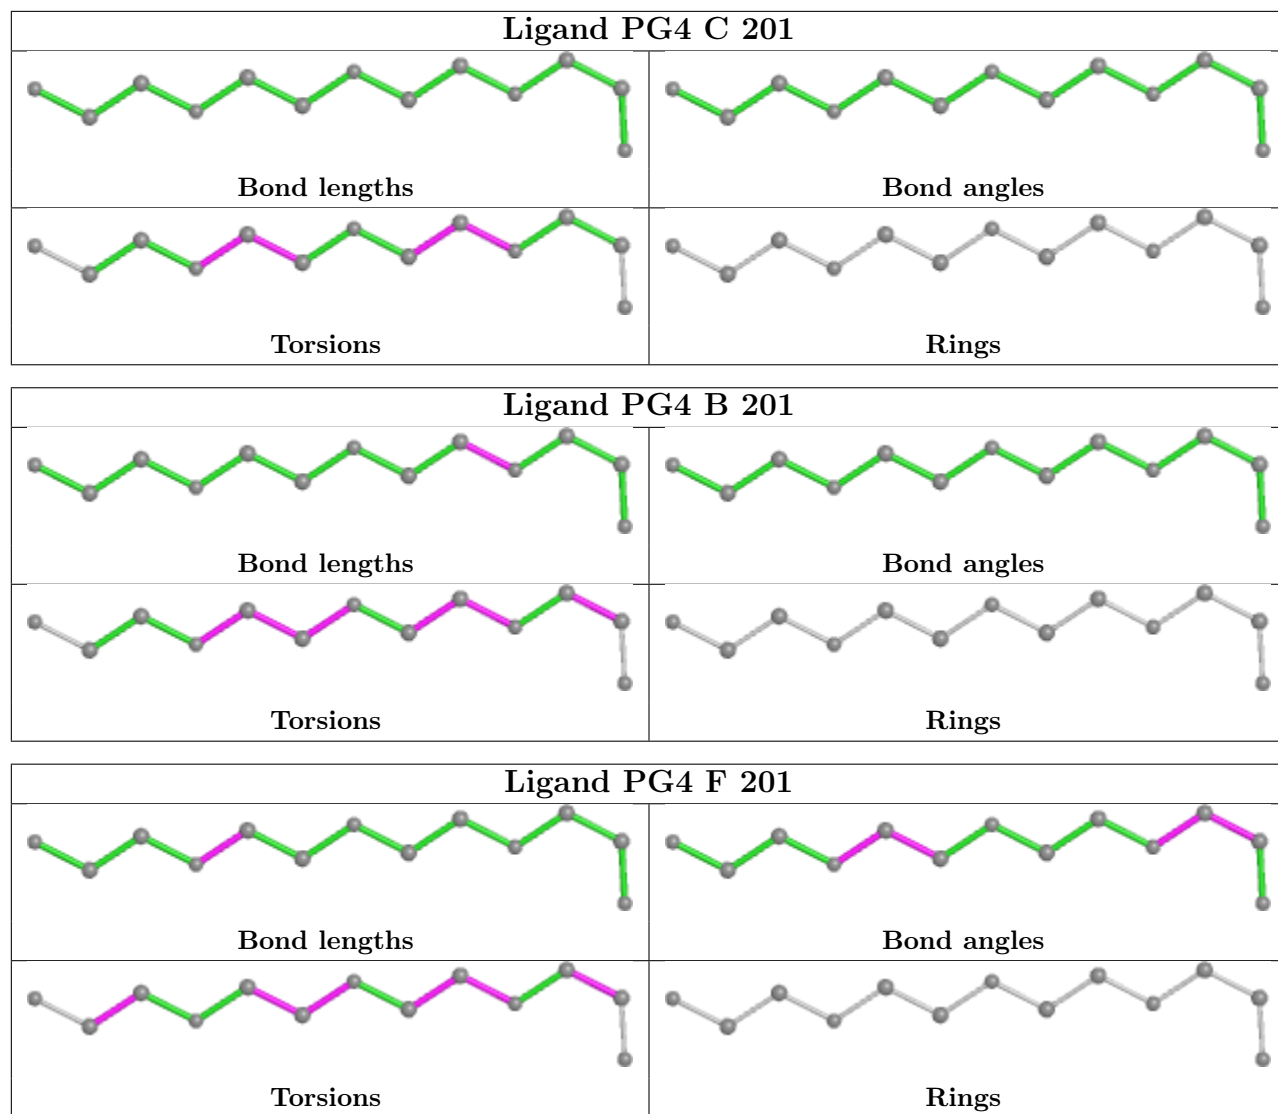 Ligand PG4 C 201
Bond lengths
Bond angles
Torsions
Rings
Ligand PG4 B 201
Bond lengths
Bond angles
Torsions
Rings
Ligand PG4 F 201
Bond lengths
Bond angles
Torsions
Rings